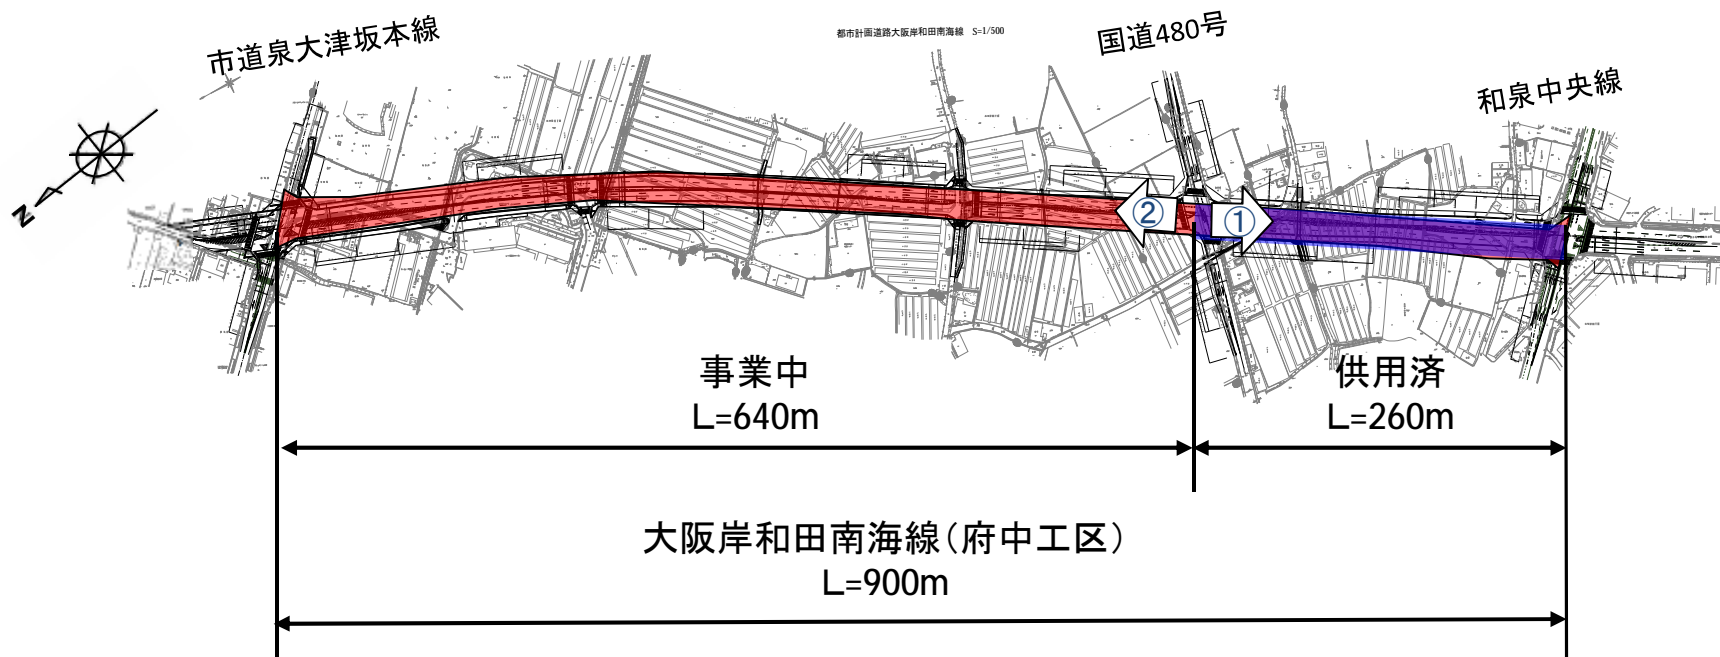 市道泉大津坂本線
都市計画道路大阪岸和田南海線 S=1/500
国道480号
和泉中央線
N
②
①
事業中
L=640m
供用済
L=260m
大阪岸和田南海線(府中工区)
L=900m